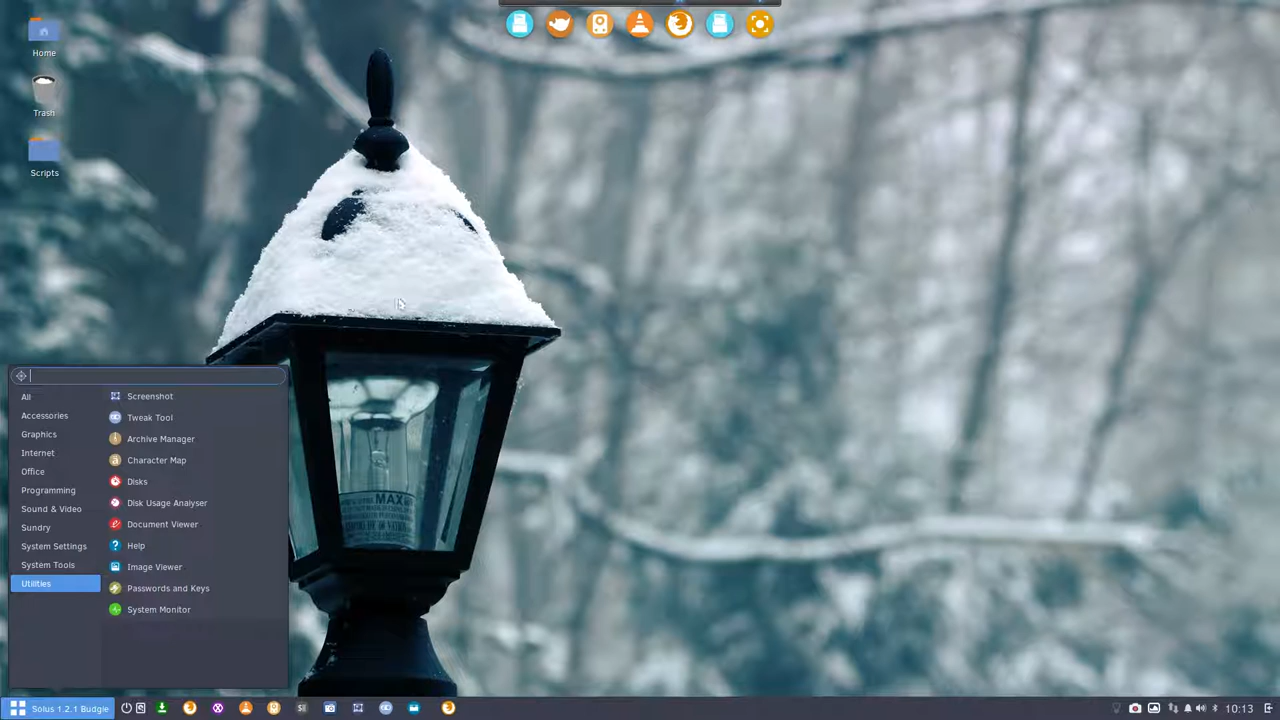 Home
Trash
Scripts
All
Accessories
Graphics
Internet
Office
Programming
Sound & Video
Sundry
System Settings
System Tools
Utilities
Screenshot
Tweak Tool
Archive Manager
Character Map
Disks
Disk Usage Analyser
Document Viewer
Help
Image Viewer
Passwords and Keys
System Monitor
MAX
Solus 1.2.1 Budgie
10:13